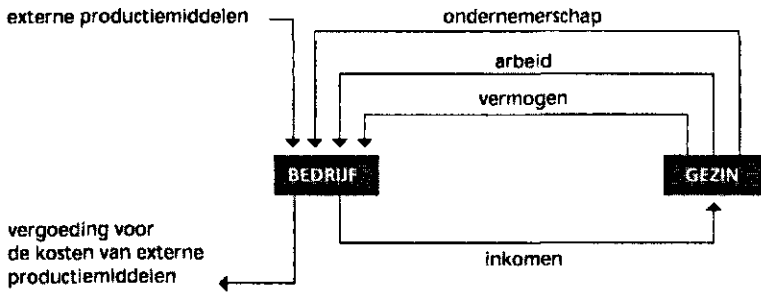 externe productiemiddelen
ondernemerschap
arbeid
vermogen
BEDRIJF
GEZIN
vergoeding voor
de kosten van externe
productiemiddelen
inkomen